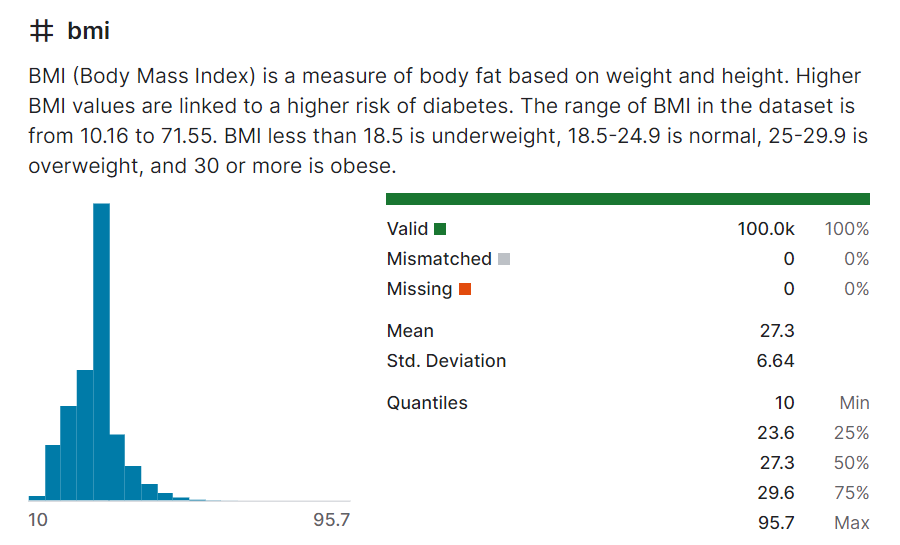 # bmi
BMI (Body Mass Index) is a measure of body fat based on weight and height. Higher
BMI values are linked to a higher risk of diabetes. The range of BMI in the dataset is
from 10.16 to 71.55. BMI less than 18.5 is underweight, 18.5-24.9 is normal, 25-29.9 is
overweight, and 30 or more is obese.
Valid 100.0k 100%
Mismatched 0 0%
Missing 0 0%
Mean 27.3
Std. Deviation 6.64
Quantiles 10 Min
23.6 25%
27.3 50%
29.6 75%
95.7 Max
10 95.7